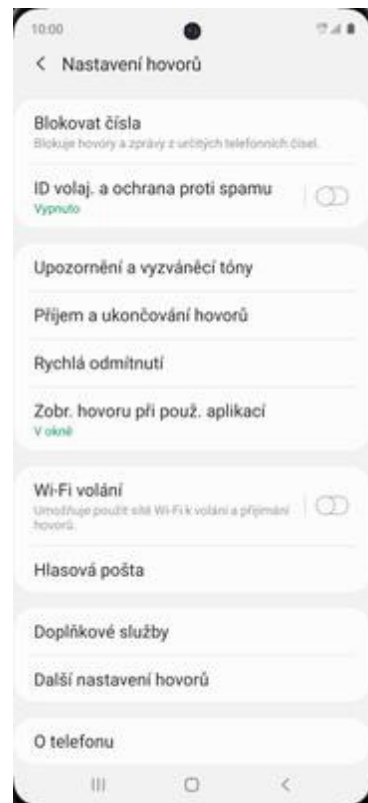 10:00
Nastavení hovorů
Blokovat čísla
Blokuje hovory a zprávy z určitých telefonních čísel.
ID volaj. a ochrana proti spamu
Vypnuto
Upozornění a vyzváněcí tóny
Příjem a ukončování hovorů
Rychlá odmítnutí
Zobr. hovoru při použ. aplikací
V okně
Wi-Fi volání
Umožňuje použít sítě Wi-Fi k volání a přijímání
hovorů.
Hlasová pošta
Doplňkové služby
Další nastavení hovorů
O telefonu